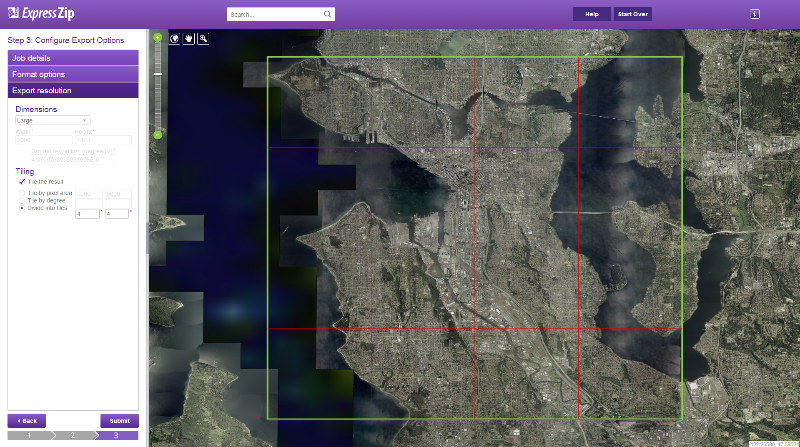 ExpressZip
Search...
Help
Start Over
Step 3: Configure Export Options
Job details
Format options
Export resolution
Dimensions
Large
Width*
Height*
Tiling
Tile the result
Tile by pixel area
Tile by degree
Divide into tiles
4 * 4 *
Back
Submit
1 2 3